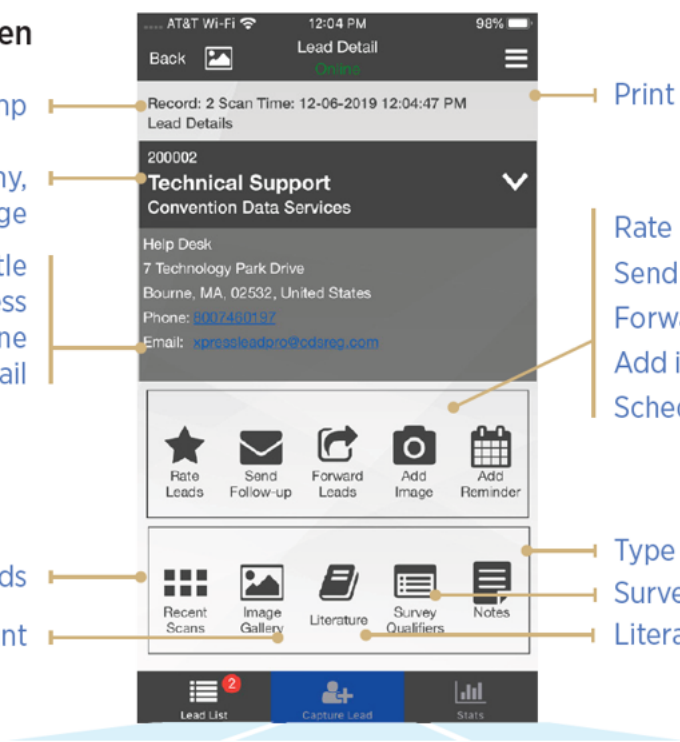 en
AT&T Wi-Fi 12:04 PM 98%
Back
Lead Detail
Online
Record: 2 Scan Time: 12-06-2019 12:04:47 PM
Lead Details
200002
Technical Support
Convention Data Services
Help Desk
7 Technology Park Drive
Bourne, MA, 02532, United States
Phone: 8007460197
Email: xpressleadpro@cdsreg.com
Rate Leads
Send Follow-up
Forward Leads
Add Image
Add Reminder
Recent Scans
Image Gallery
Literature
Survey Qualifiers
Notes
2
Lead List
Capture Lead
Stats
mp
ny,
ge
tle
ess
ne
ail
ds
nt
Print
Rate
Send
Forwa
Add i
Sched
Type
Surve
Litera